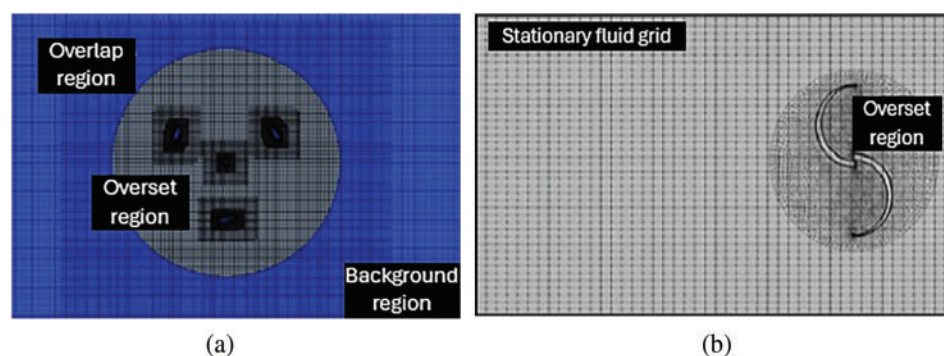 Overlap
region
Overset
region
Background
region
(a)
Stationary fluid grid
Overset
region
(b)